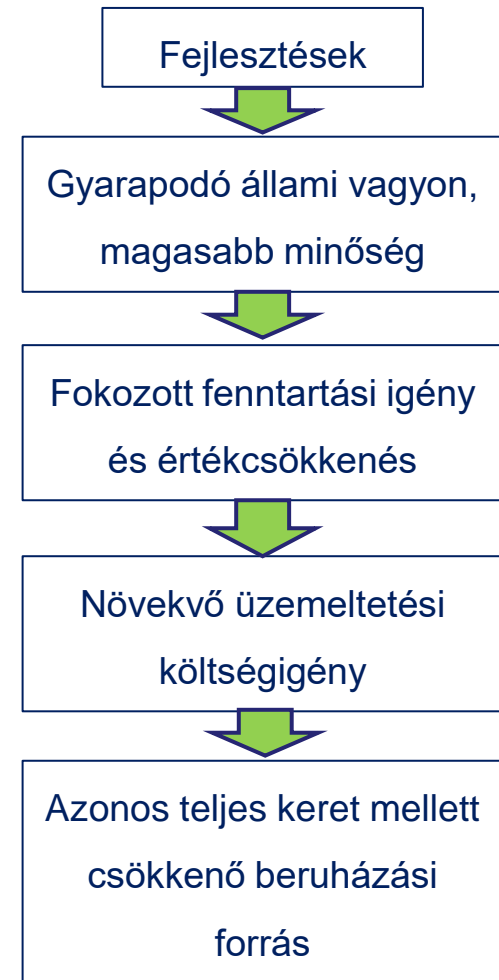 Fejlesztések
Gyarapodó állami vagyon,
magasabb minőség
Fokozott fenntartási igény
és értékcsökkenés
Növekvő üzemeltetési
költségigény
Azonos teljes keret mellett
csökkenő beruházási
forrás